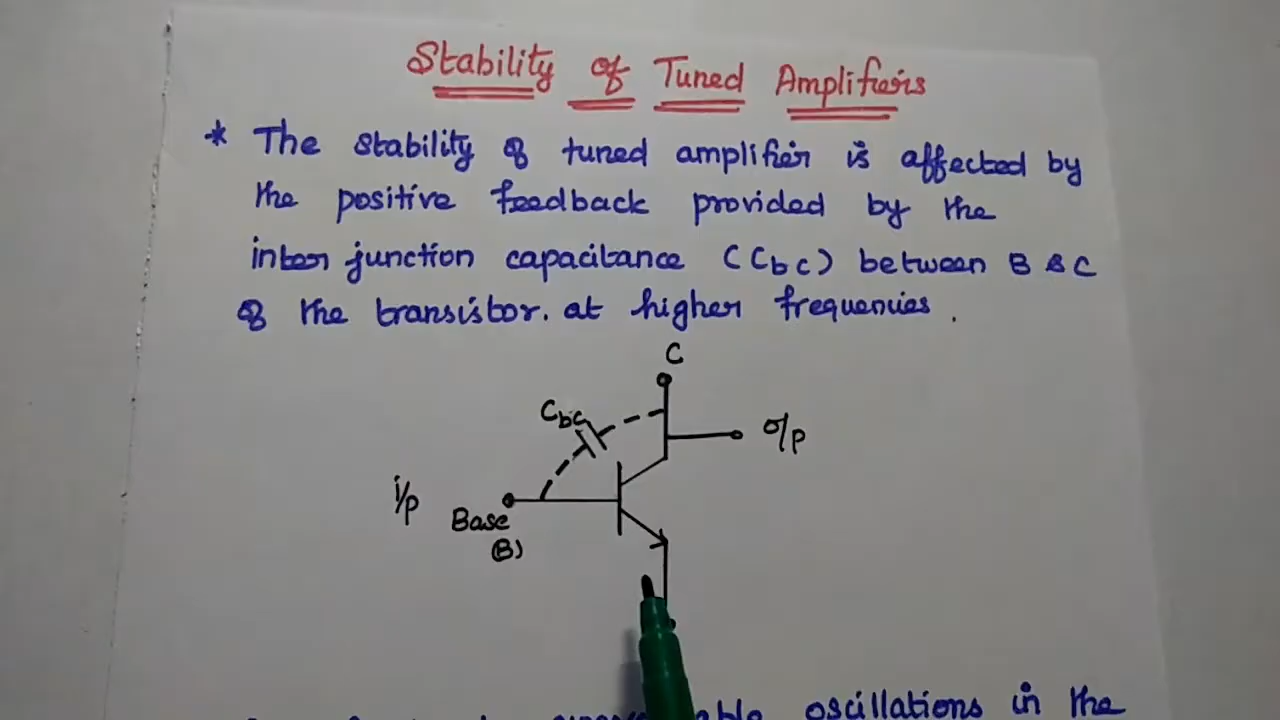 Stability of Tuned Amplifiers
* The stability of tuned amplifier is affected by
the positive feedback provided by the
inter junction capacitance (Cbc) between B & C
of the transistor. at higher frequencies.
C
Cbc
o/p
i/p
Base
(B)
oscillations in the